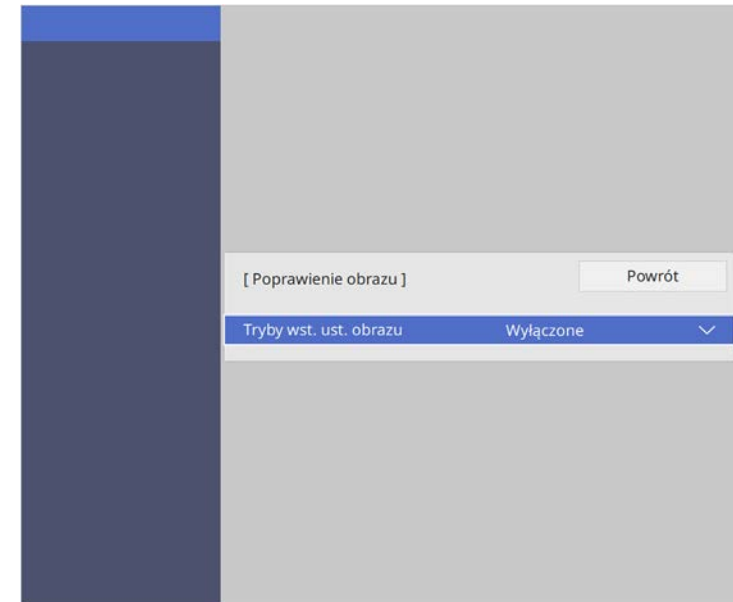 [ Poprawienie obrazu ]
Powrót
Tryby wst. ust. obrazu
Wyłączone